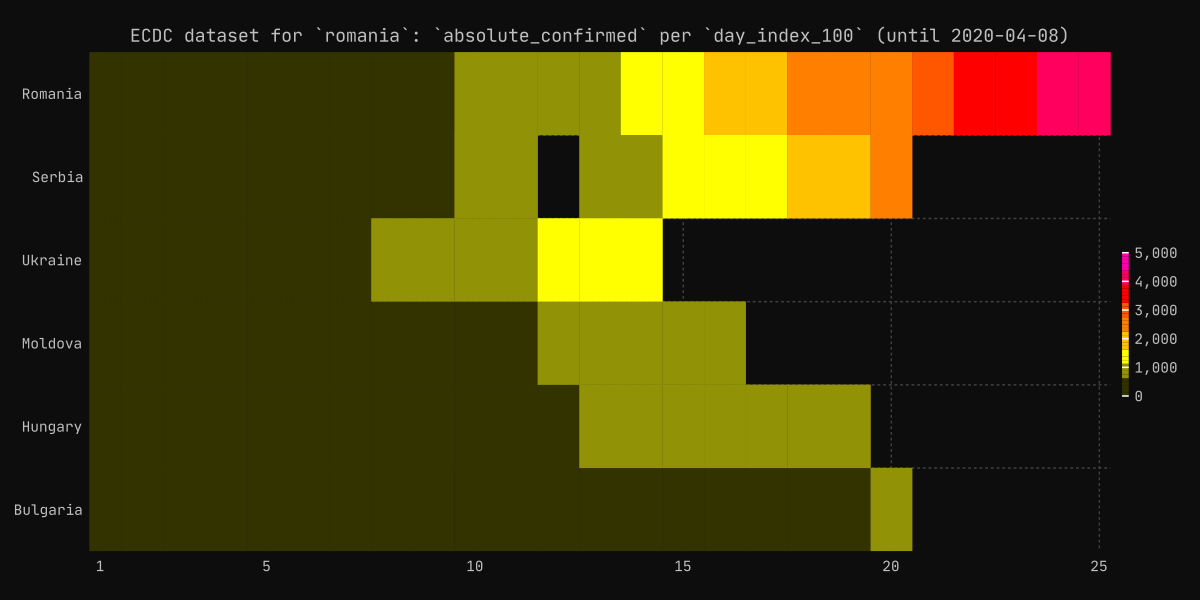 ECDC dataset for `romania`: `absolute_confirmed` per `day_index_100` (until 2020-04-08)
Romania
Serbia
Ukraine
Moldova
Hungary
Bulgaria
5,000
4,000
3,000
2,000
1,000
0
1 5 10 15 20 25